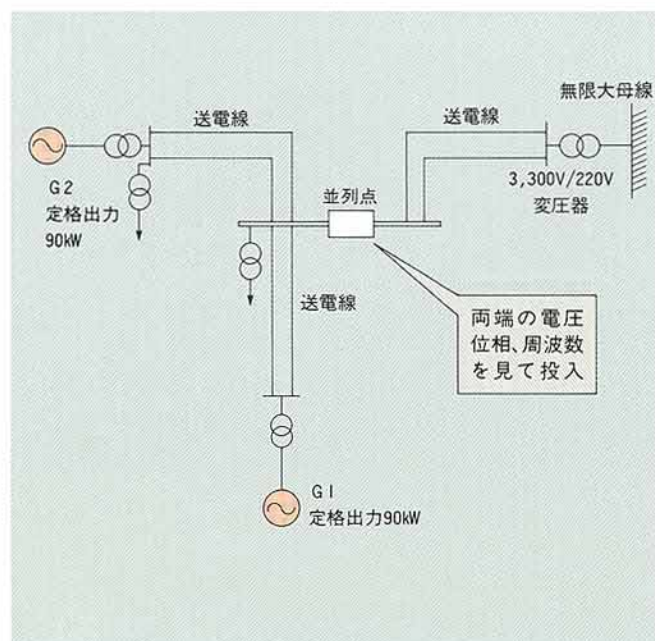 無限大母線
送電線
送電線
3,300V/220V
変圧器
G2
定格出力
90kW
並列点
送電線
両端の電圧
位相、周波数
を見て投入
G1
定格出力90kW